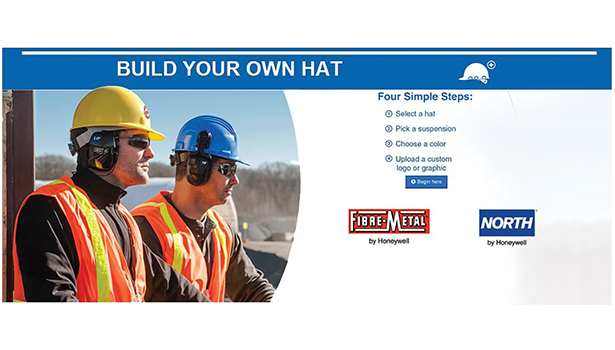 BUILD YOUR OWN HAT
Four Simple Steps:
1 Select a hat
2 Pick a suspension
3 Choose a color
4 Upload a custom
logo or graphic
Begin here
FIBRE-METAL
by Honeywell
NORTH
by Honeywell